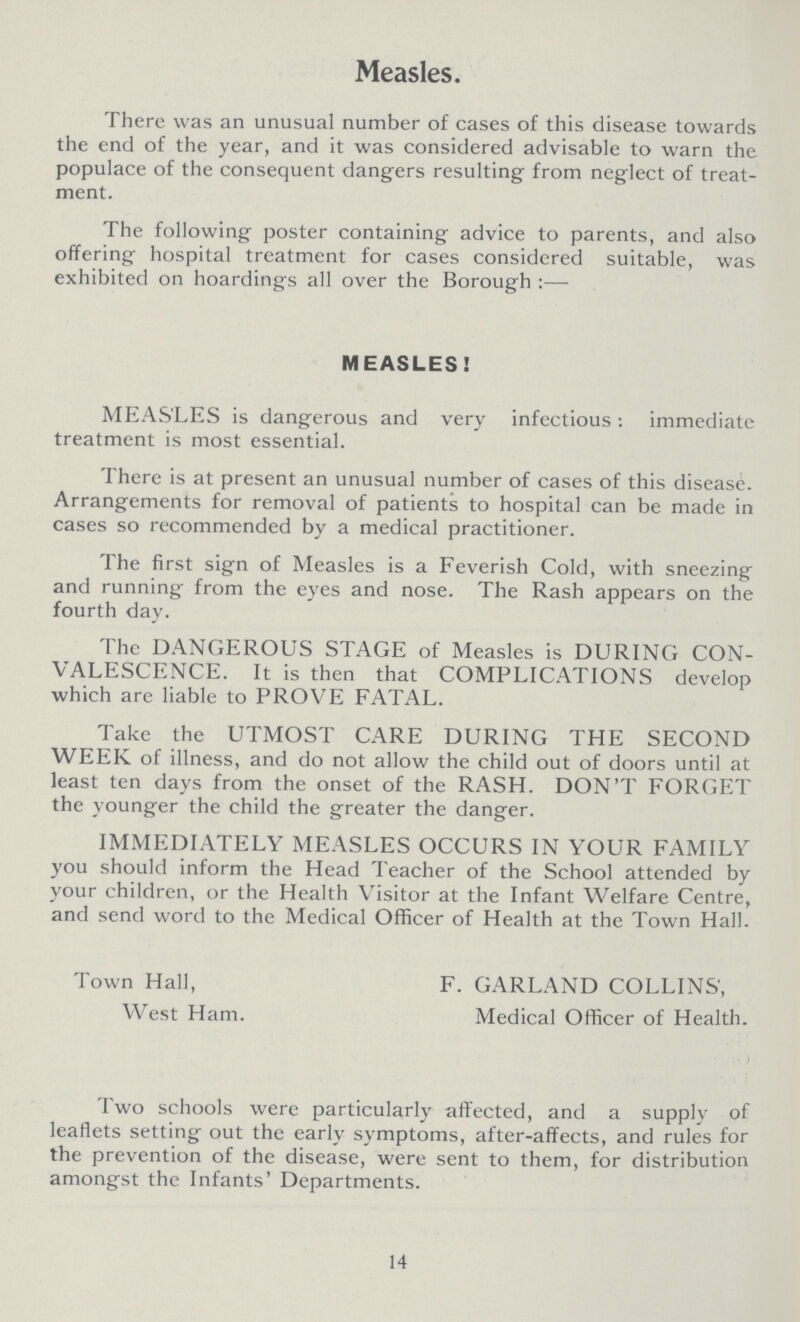 Measles.
There was an unusual number of cases of this disease towards
the end of the year, and it was considered advisable to warn the
populace of the consequent dangers resulting from neglect of treat-
ment.
The following poster containing advice to parents, and also
offering hospital treatment for cases considered suitable, was
exhibited on hoardings all over the Borough :—
MEASLES!
MEASLES is dangerous and very infectious : immediate
treatment is most essential.
There is at present an unusual number of cases of this disease.
Arrangements for removal of patients to hospital can be made in
cases so recommended by a medical practitioner.
The first sign of Measles is a Feverish Cold, with sneezing
and running from the eyes and nose. The Rash appears on the
fourth day.
The DANGEROUS STAGE of Measles is DURING CON-
VALESCENCE. It is then that COMPLICATIONS develop
which are liable to PROVE FATAL.
Take the UTMOST CARE DURING THE SECOND
WEEK of illness, and do not allow the child out of doors until at
least ten days from the onset of the RASH. DON'T FORGET
the younger the child the greater the danger.
IMMEDIATELY MEASLES OCCURS IN YOUR FAMILY
you should inform the Head Teacher of the School attended by
your children, or the Health Visitor at the Infant Welfare Centre,
and send word to the Medical Officer of Health at the Town Hall.
Town Hall,
West Ham.
F. GARLAND COLLINS,
Medical Officer of Health.
Two schools were particularly affected, and a supply of
leaflets setting out the early symptoms, after-affects, and rules for
the prevention of the disease, were sent to them, for distribution
amongst the Infants' Departments.
14